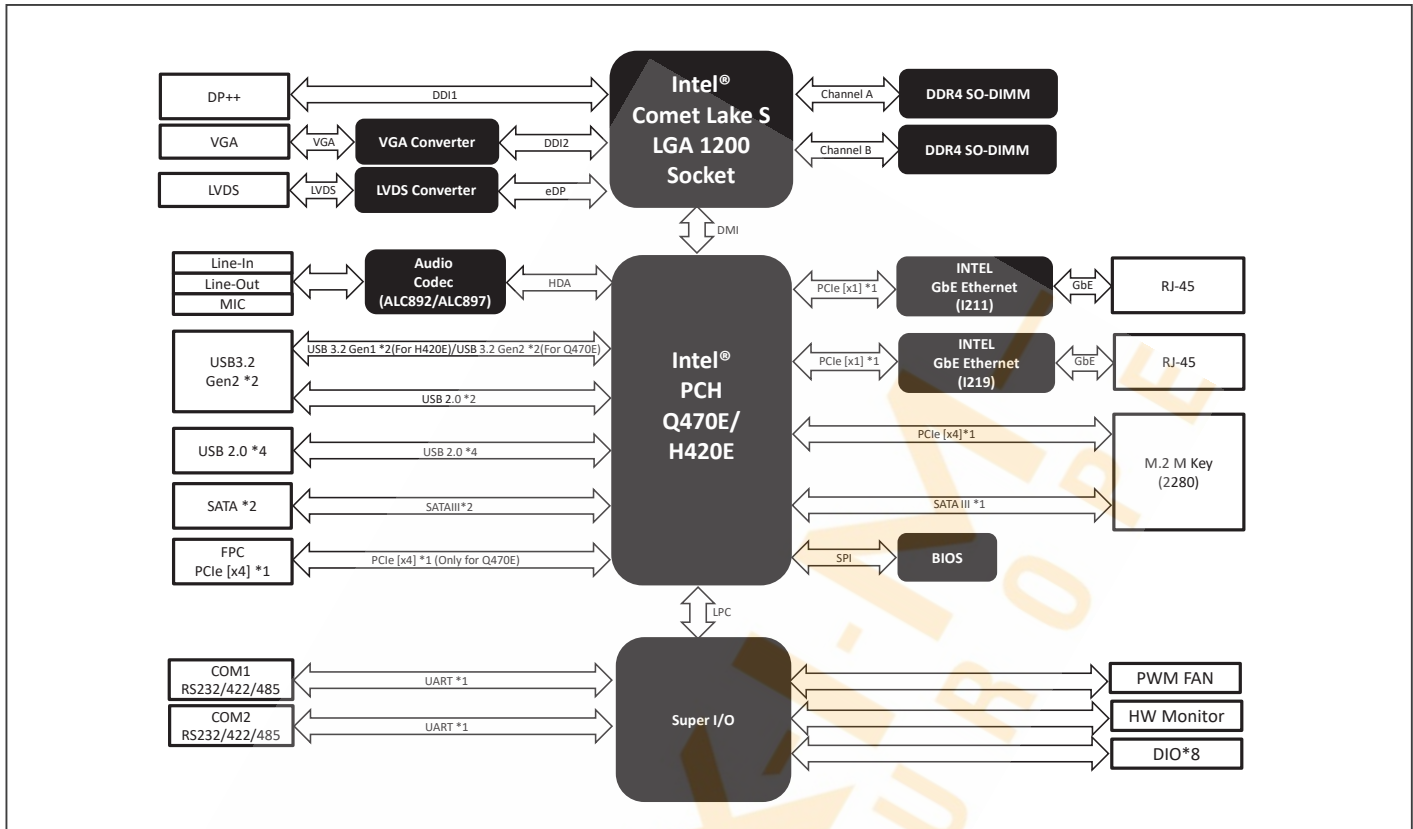 DP++
DDI1
Intel®
Comet Lake S
LGA 1200
Socket
Channel A
DDR4 SO-DIMM
VGA
VGA
VGA Converter
DDI2
Channel B
DDR4 SO-DIMM
LVDS
LVDS
LVDS Converter
eDP
DMI
Line-In
Line-Out
MIC
Audio
Codec
(ALC892/ALC897)
HDA
Intel®
PCH
Q470E/
H420E
PCIe [x1] *1
INTEL
GbE Ethernet
(I211)
GbE
RJ-45
USB3.2
Gen2 *2
USB 3.2 Gen1 *2(For H420E)/USB 3.2 Gen2 *2(For Q470E)
USB 2.0 *2
PCIe [x1] *1
INTEL
GbE Ethernet
(I219)
GbE
RJ-45
USB 2.0 *4
USB 2.0 *4
PCIe [x4]*1
M.2 M Key
(2280)
SATA *2
SATAIII*2
SATA III *1
FPC
PCIe [x4] *1
PCIe [x4] *1 (Only for Q470E)
SPI
BIOS
LPC
COM1
RS232/422/485
UART *1
Super I/O
PWM FAN
COM2
RS232/422/485
UART *1
HW Monitor
DIO*8